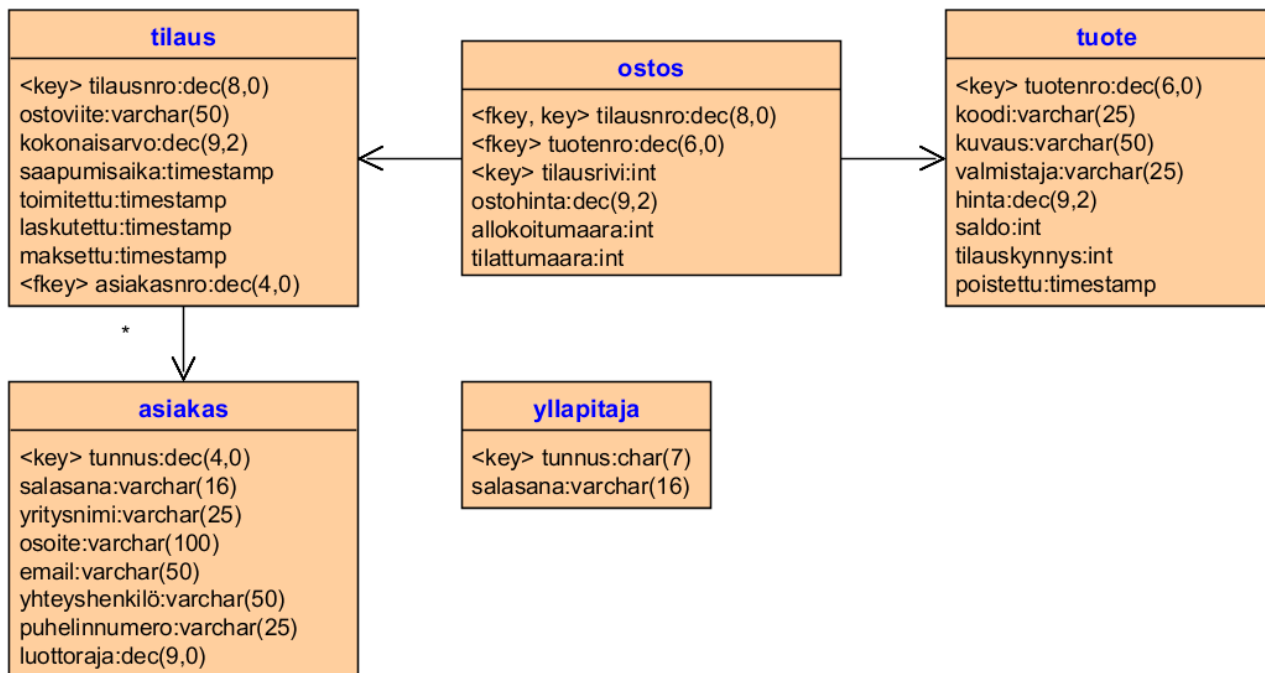 tilaus
<key> tilausnro:dec(8,0)
ostoviite:varchar(50)
kokonaisarvo:dec(9,2)
saapumisaika:timestamp
toimitettu:timestamp
laskutettu:timestamp
maksettu:timestamp
<fkey> asiakasnro:dec(4,0)
ostos
<fkey, key> tilausnro:dec(8,0)
<fkey> tuotenro:dec(6,0)
<key> tilausrivi:int
ostohinta:dec(9,2)
allokoitumaara:int
tilattumaara:int
tuote
<key> tuotenro:dec(6,0)
koodi:varchar(25)
kuvaus:varchar(50)
valmistaja:varchar(25)
hinta:dec(9,2)
saldo:int
tilauskynnys:int
poistettu:timestamp
*
asiakas
<key> tunnus:dec(4,0)
salasana:varchar(16)
yritysnimi:varchar(25)
osoite:varchar(100)
email:varchar(50)
yhteyshenkilö:varchar(50)
puhelinnumero:varchar(25)
luottoraja:dec(9,0)
yllapitaja
<key> tunnus:char(7)
salasana:varchar(16)